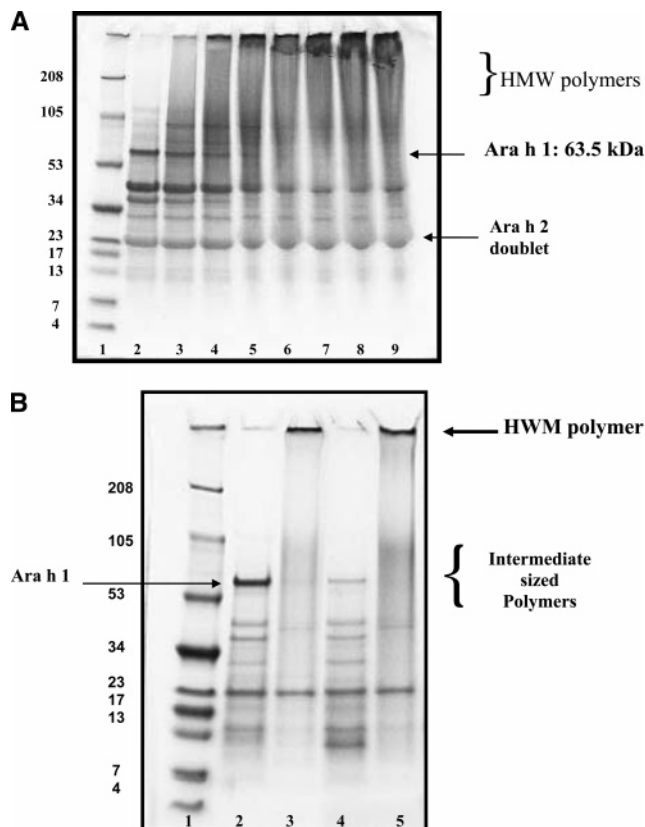 A
208
105
53
34
23
17
13
7
4
} HMW polymers
Ara h 1: 63.5 kDa
Ara h 2
doublet
1 2 3 4 5 6 7 8 9
B
208
105
53
34
23
17
13
7
4
Ara h 1
HWM polymer
{ Intermediate
sized
Polymers
1 2 3 4 5